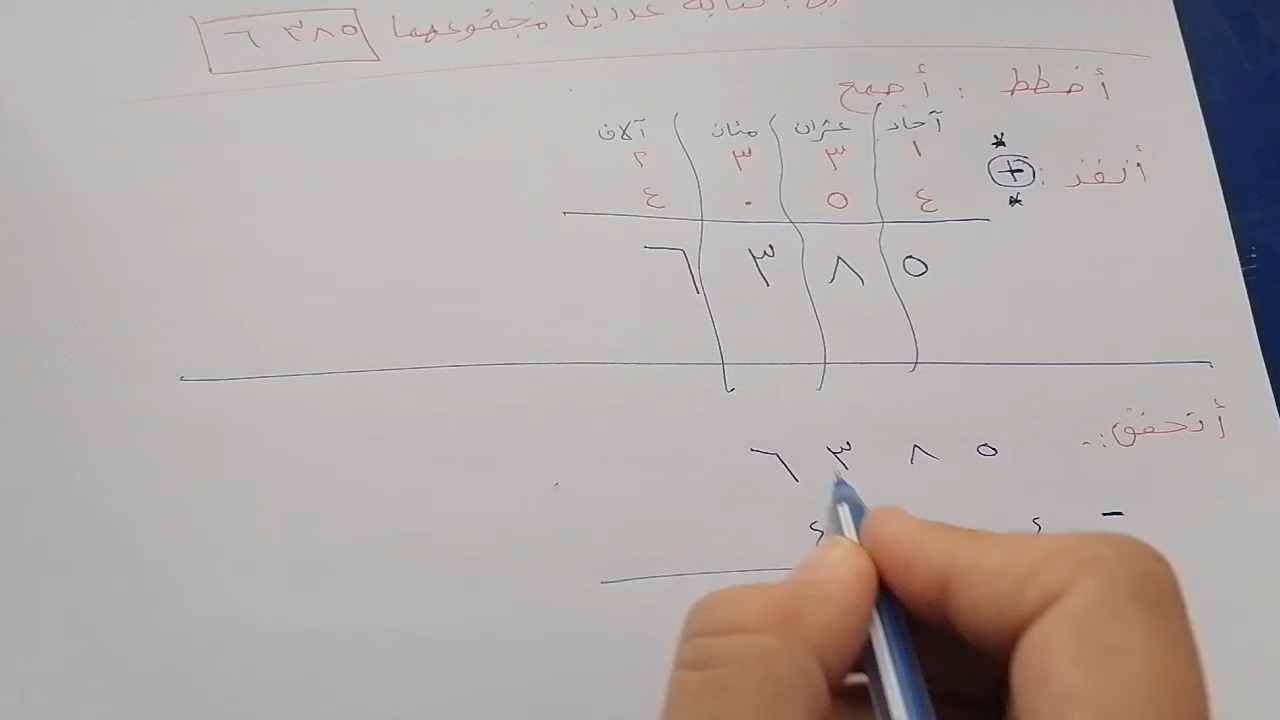 كتابة عددين مجموعهما ٦٣٨٥
أخطط : أجمع
آحاد عشرات مئات آلاف
أنفذ : + ٢ ٣ ٣ ١
٤ ٠ ٥ ٤
٦ ٣ ٨ ٥
أتحقق :-
٦ ٣ ٨ ٥
-